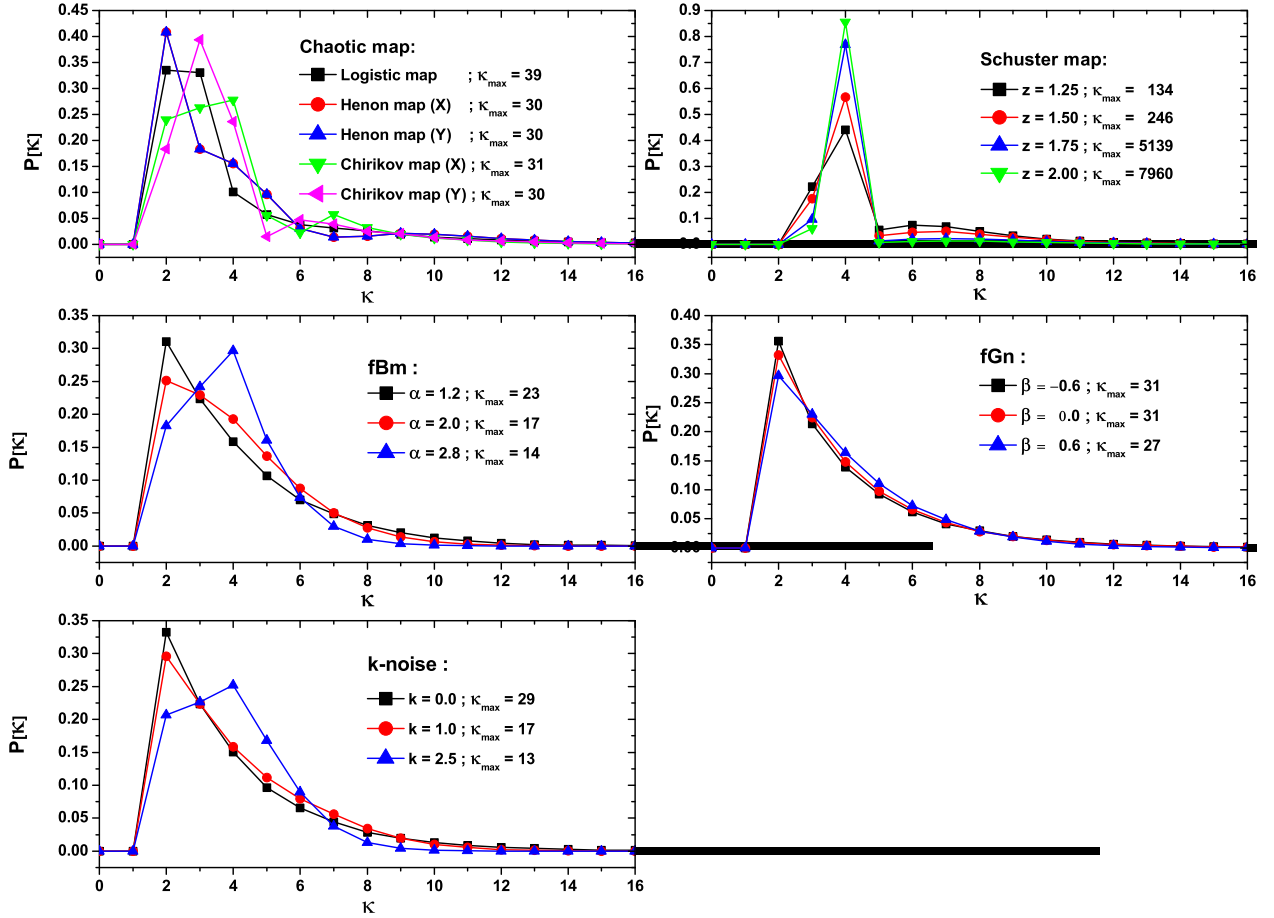 Chaotic map:
Logistic map ; κmax = 39
Henon map (X) ; κmax = 30
Henon map (Y) ; κmax = 30
Chirikov map (X) ; κmax = 31
Chirikov map (Y) ; κmax = 30
P[κ]
0.45
0.40
0.35
0.30
0.25
0.20
0.15
0.10
0.05
0.00
0 2 4 6 8 10 12 14 16
κ
Schuster map:
z = 1.25 ; κmax = 134
z = 1.50 ; κmax = 246
z = 1.75 ; κmax = 5139
z = 2.00 ; κmax = 7960
P[κ]
0.9
0.8
0.7
0.6
0.5
0.4
0.3
0.2
0.1
0 2 4 6 8 10 12 14 16
κ
fBm :
α = 1.2 ; κmax = 23
α = 2.0 ; κmax = 17
α = 2.8 ; κmax = 14
P[κ]
0.35
0.30
0.25
0.20
0.15
0.10
0.05
0.00
0 2 4 6 8 10 12 14 16
κ
fGn :
β = −0.6 ; κmax = 31
β = 0.0 ; κmax = 31
β = 0.6 ; κmax = 27
P[κ]
0.40
0.35
0.30
0.25
0.20
0.15
0.10
0.05
0 2 4 6 8 10 12 14 16
κ
k-noise :
k = 0.0 ; κmax = 29
k = 1.0 ; κmax = 17
k = 2.5 ; κmax = 13
P[κ]
0.35
0.30
0.25
0.20
0.15
0.10
0.05
0.00
0 2 4 6 8 10 12 14 16
κ